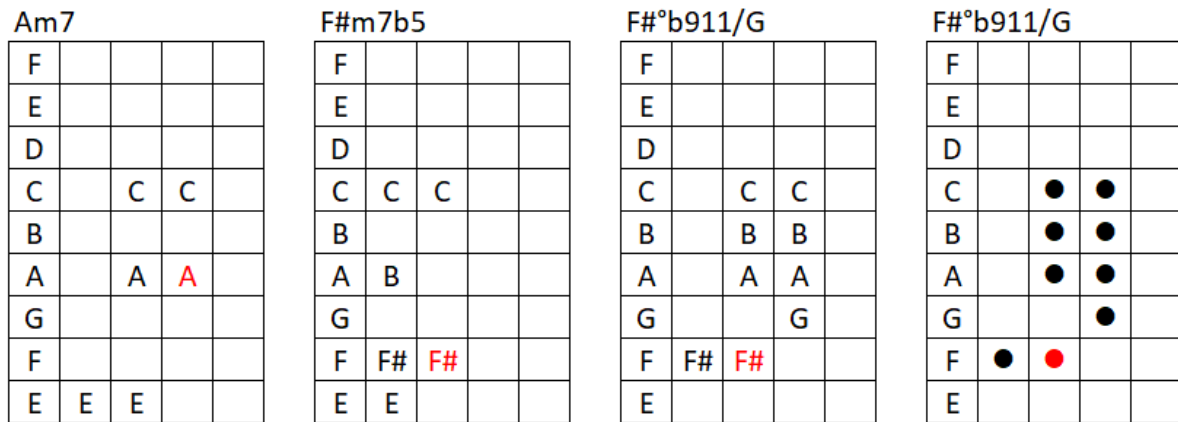 Am7 F#m7b5 F#°b911/G F#°b911/G
F F F F
E E E E
D D D D
C C C C C C C C C C
B B B B B B
A A A A B A A A A
G G G G G
F F F# F# F F# F# F
E E E E E E E